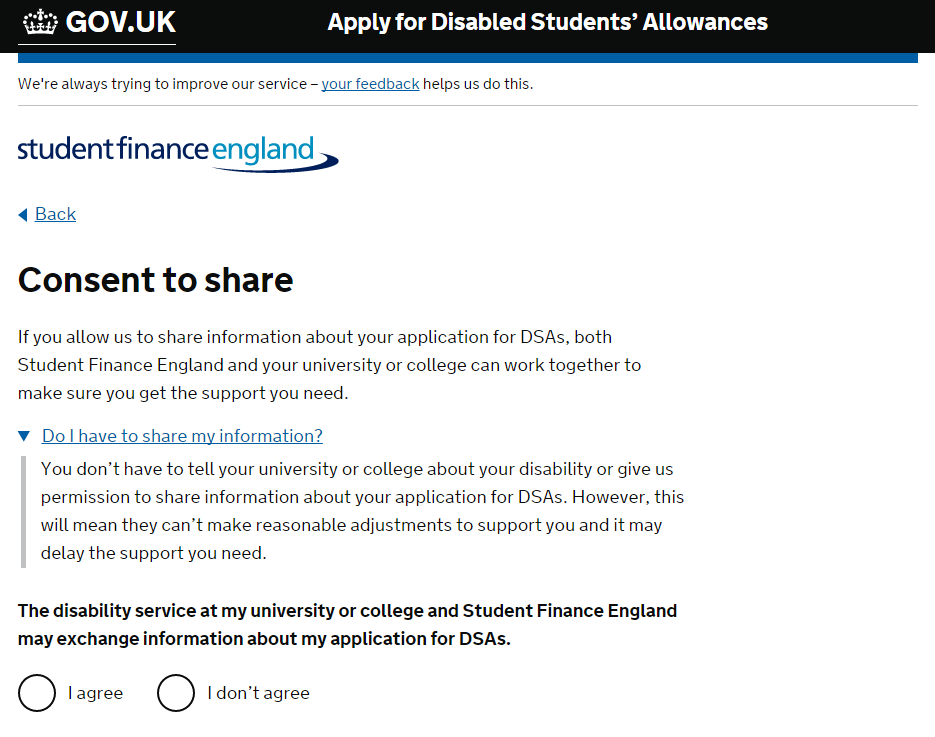 GOV.UK
Apply for Disabled Students’ Allowances
We're always trying to improve our service – your feedback helps us do this.
studentfinance england
Back
Consent to share
If you allow us to share information about your application for DSAs, both
Student Finance England and your university or college can work together to
make sure you get the support you need.
Do I have to share my information?
You don’t have to tell your university or college about your disability or give us
permission to share information about your application for DSAs. However, this
will mean they can’t make reasonable adjustments to support you and it may
delay the support you need.
The disability service at my university or college and Student Finance England
may exchange information about my application for DSAs.
I agree
I don’t agree